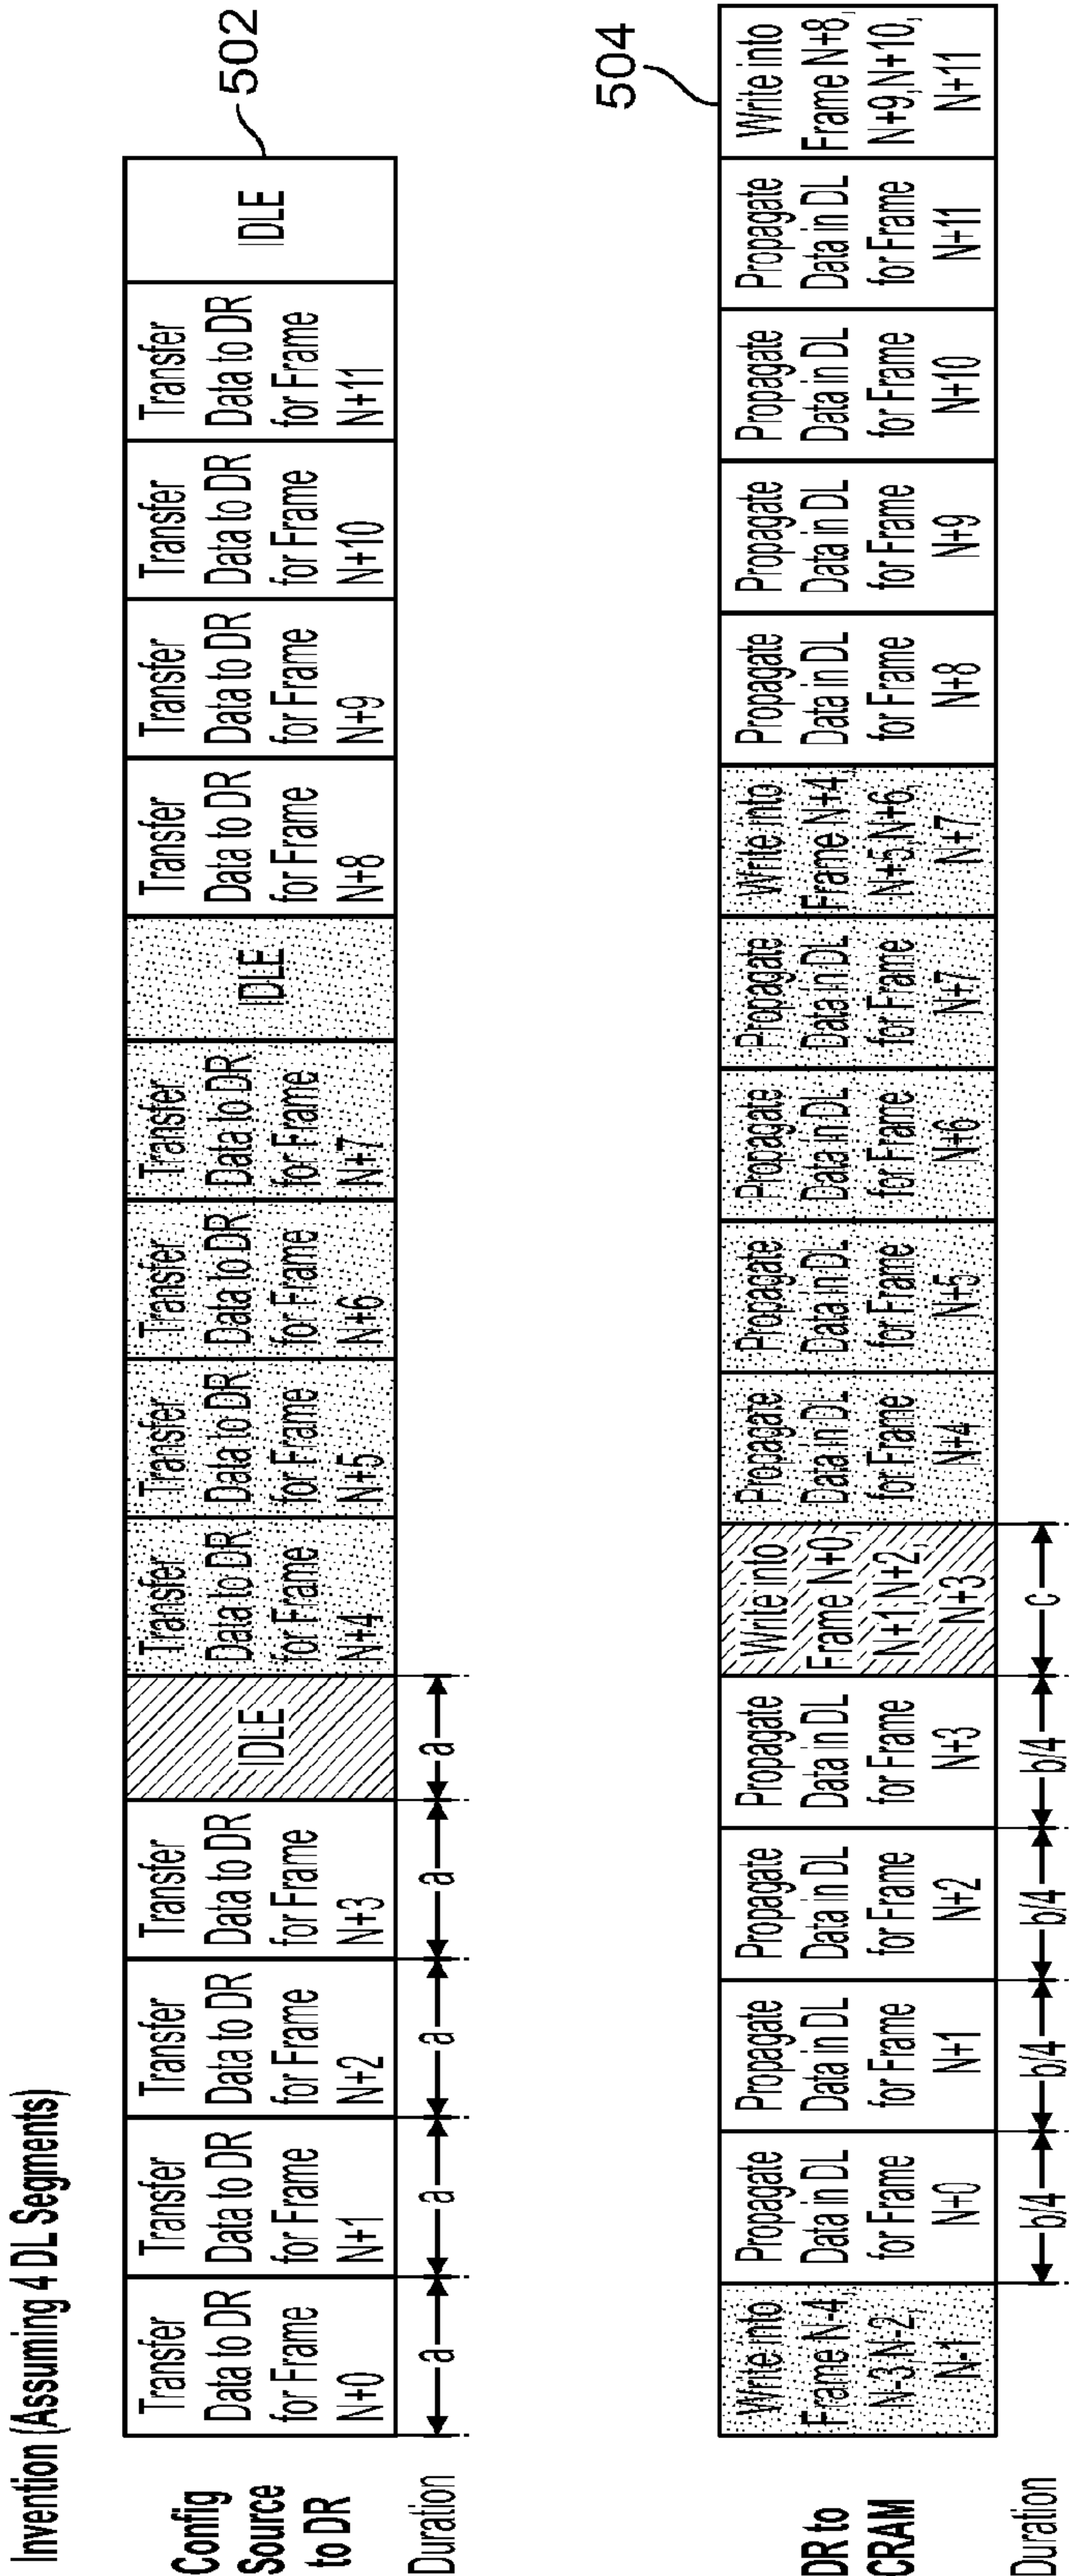 Invention (Assuming 4 DL Segments)
Config
Source
to DR
Transfer
Data to DR
for Frame
N+0
Transfer
Data to DR
for Frame
N+1
Transfer
Data to DR
for Frame
N+2
Transfer
Data to DR
for Frame
N+3
IDLE
Transfer
Data to DR
for Frame
N+4
Transfer
Data to DR
for Frame
N+5
Transfer
Data to DR
for Frame
N+6
Transfer
Data to DR
for Frame
N+7
IDLE
Transfer
Data to DR
for Frame
N+8
Transfer
Data to DR
for Frame
N+9
Transfer
Data to DR
for Frame
N+10
Transfer
Data to DR
for Frame
N+11
IDLE
502
Duration
a
a
a
a
a
504
DR to
CRAM
Write into
Frame N-4,
N-3,N-2,
N-1
Propagate
Data in DL
for Frame
N+0
Propagate
Data in DL
for Frame
N+1
Propagate
Data in DL
for Frame
N+2
Propagate
Data in DL
for Frame
N+3
Write into
Frame N+0,
N+1,N+2,
N+3
Propagate
Data in DL
for Frame
N+4
Propagate
Data in DL
for Frame
N+5
Propagate
Data in DL
for Frame
N+6
Propagate
Data in DL
for Frame
N+7
Write into
Frame N+4,
N+5,N+6,
N+7
Propagate
Data in DL
for Frame
N+8
Propagate
Data in DL
for Frame
N+9
Propagate
Data in DL
for Frame
N+10
Propagate
Data in DL
for Frame
N+11
Write into
Frame N+8,
N+9,N+10,
N+11
Duration
b/4
b/4
b/4
b/4
c